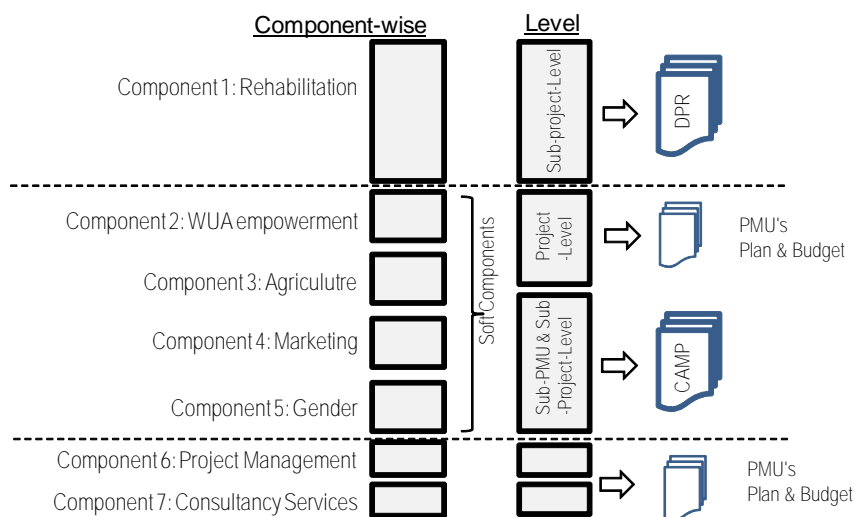 Component-wise
Level
Component 1: Rehabilitation
Sub-project-Level
DPR
Component 2: WUA empowerment
Component 3: Agriculutre
Component 4: Marketing
Component 5: Gender
Soft Components
Project
-Level
PMU's
Plan & Budget
Sub-PMU & Sub
-Project-Level
CAMP
Component 6: Project Management
Component 7: Consultancy Services
PMU's
Plan & Budget